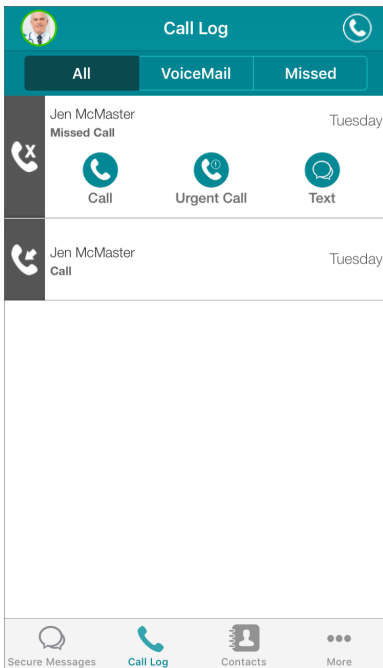 Call Log
All VoiceMail Missed
Jen McMaster Tuesday
Missed Call
Call Urgent Call Text
Jen McMaster Tuesday
Call
Secure Messages Call Log Contacts More